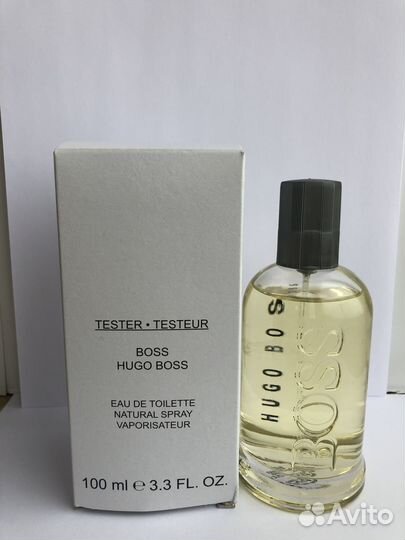 TESTER • TESTEUR
BOSS
HUGO BOSS
EAU DE TOILETTE
NATURAL SPRAY
VAPORISATEUR
100 ml ℮ 3.3 FL. OZ.
HUGO BOSS
BOSS
Avito